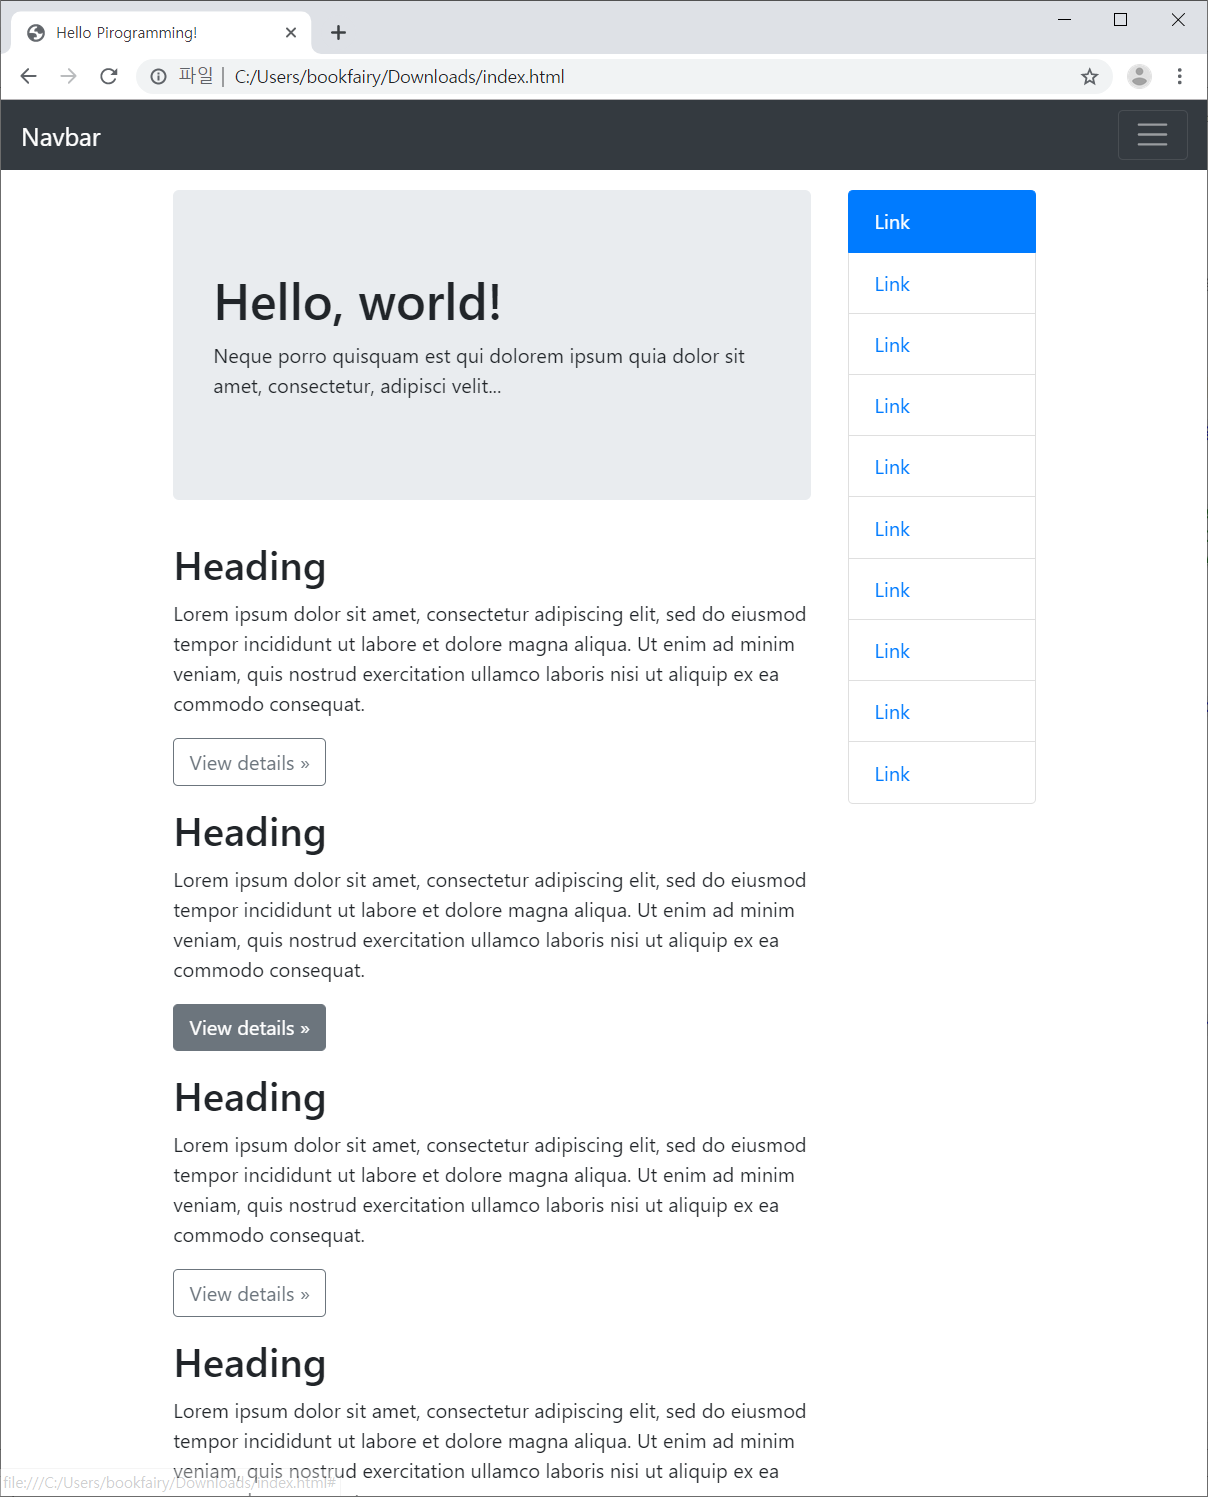 Hello Pirogramming!
파일 | C:/Users/bookfairy/Downloads/index.html
Navbar
Hello, world!
Neque porro quisquam est qui dolorem ipsum quia dolor sit
amet, consectetur, adipisci velit...
Heading
Lorem ipsum dolor sit amet, consectetur adipiscing elit, sed do eiusmod
tempor incididunt ut labore et dolore magna aliqua. Ut enim ad minim
veniam, quis nostrud exercitation ullamco laboris nisi ut aliquip ex ea
commodo consequat.
View details »
Heading
Lorem ipsum dolor sit amet, consectetur adipiscing elit, sed do eiusmod
tempor incididunt ut labore et dolore magna aliqua. Ut enim ad minim
veniam, quis nostrud exercitation ullamco laboris nisi ut aliquip ex ea
commodo consequat.
View details »
Heading
Lorem ipsum dolor sit amet, consectetur adipiscing elit, sed do eiusmod
tempor incididunt ut labore et dolore magna aliqua. Ut enim ad minim
veniam, quis nostrud exercitation ullamco laboris nisi ut aliquip ex ea
commodo consequat.
View details »
Heading
Lorem ipsum dolor sit amet, consectetur adipiscing elit, sed do eiusmod
tempor incididunt ut labore et dolore magna aliqua. Ut enim ad minim
veniam, quis nostrud exercitation ullamco laboris nisi ut aliquip ex ea
Link
Link
Link
Link
Link
Link
Link
Link
Link
Link
file:///C:/Users/bookfairy/Downloads/index.html#